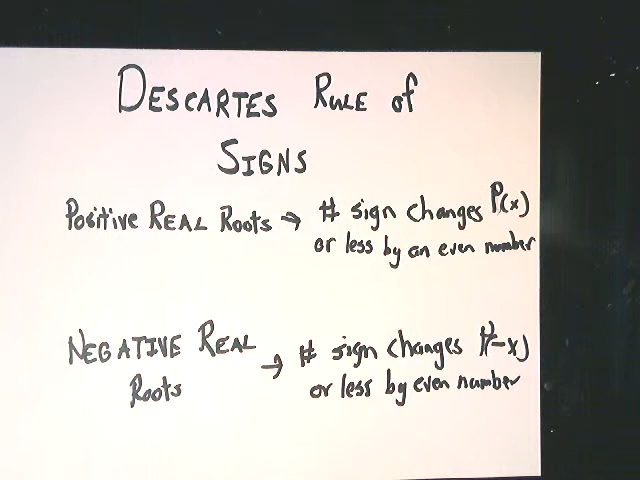 DESCARTES RULE of
SIGNS
Positive REAL Roots → # sign changes P(x)
or less by an even number
NEGATIVE REAL
Roots
→ # sign changes P(-x)
or less by even number